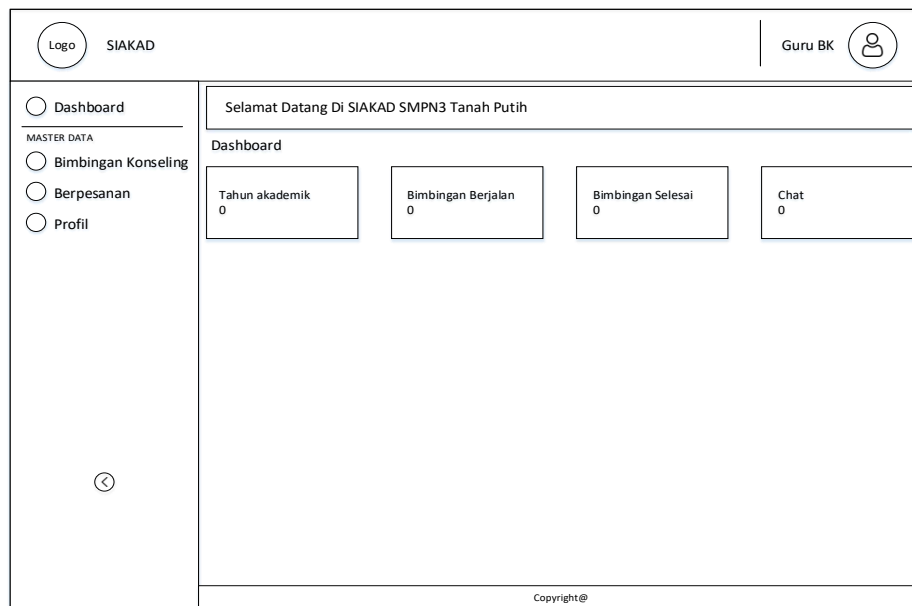 Logo
SIAKAD
Guru BK
Dashboard
MASTER DATA
Bimbingan Konseling
Berpesanan
Profil
Selamat Datang Di SIAKAD SMPN3 Tanah Putih
Dashboard
Tahun akademik
0
Bimbingan Berjalan
0
Bimbingan Selesai
0
Chat
0
Copyright@